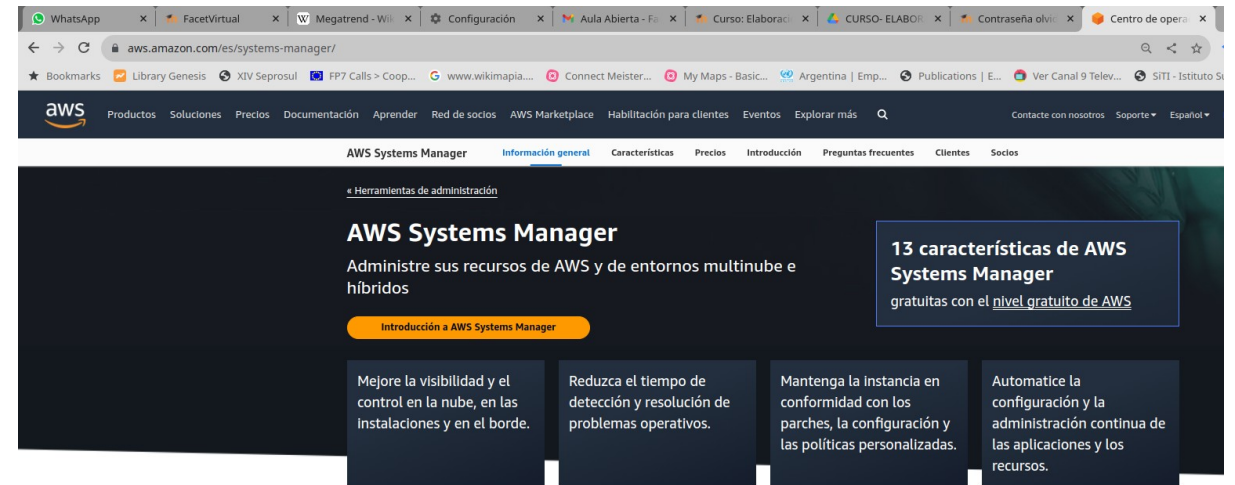 WhatsApp
FacetVirtual
W Megatrend - Wik
Configuración
Aula Abierta - Fa
Curso: Elaboraci
CURSO- ELABOR
Contraseña olvid
Centro de opera
aws.amazon.com/es/systems-manager/
Bookmarks Library Genesis XIV Seprosul FP7 Calls > Coop... www.wikimapia.... Connect Meister... My Maps - Basic... Argentina | Emp... Publications | E... Ver Canal 9 Telev... SiTI - Istituto Su
aws Productos Soluciones Precios Documentación Aprender Red de socios AWS Marketplace Habilitación para clientes Eventos Explorar más Contacte con nosotros Soporte Español
AWS Systems Manager Información general Características Precios Introducción Preguntas frecuentes Clientes Socios
« Herramientas de administración
AWS Systems Manager
Administre sus recursos de AWS y de entornos multinube e
híbridos
Introducción a AWS Systems Manager
13 características de AWS
Systems Manager
gratuitas con el nivel gratuito de AWS
Mejore la visibilidad y el
control en la nube, en las
instalaciones y en el borde.
Reduzca el tiempo de
detección y resolución de
problemas operativos.
Mantenga la instancia en
conformidad con los
parches, la configuración y
las políticas personalizadas.
Automatice la
configuración y la
administración continua de
las aplicaciones y los
recursos.